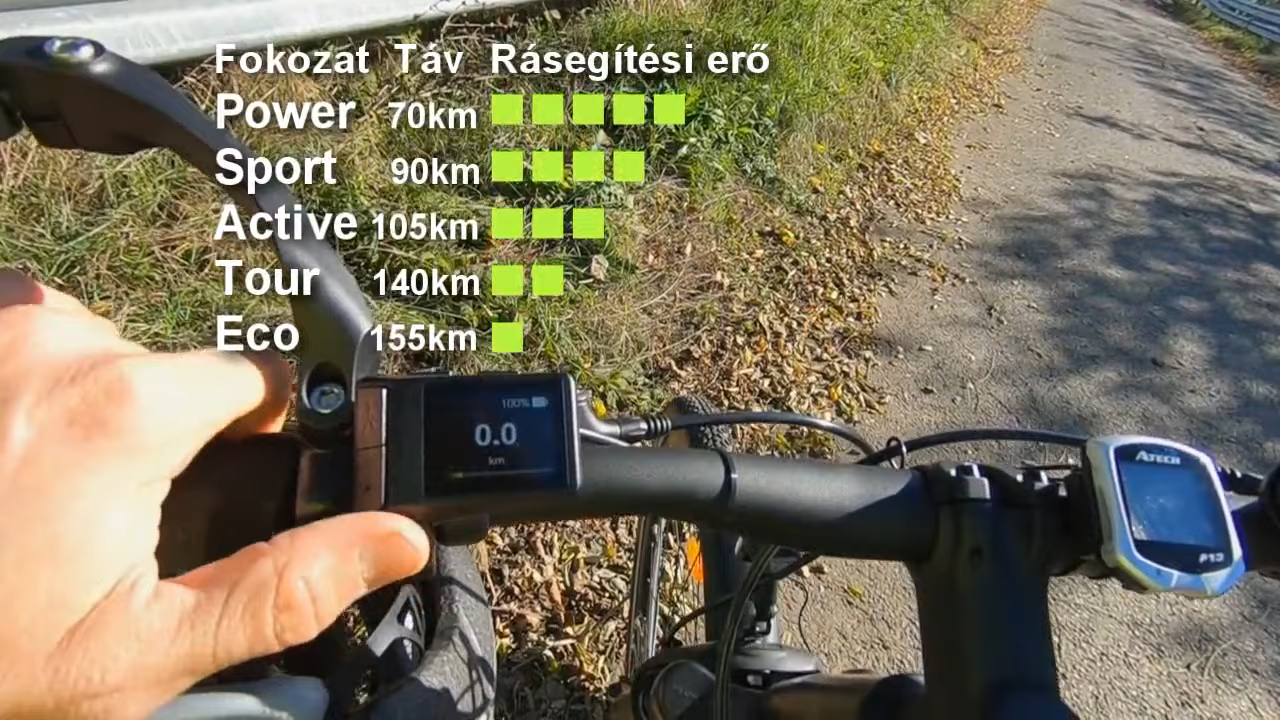 Fokozat Táv Rásegítési erő
Power 70km
Sport 90km
Active 105km
Tour 140km
Eco 155km
100%
0.0
km
ATECH
P13